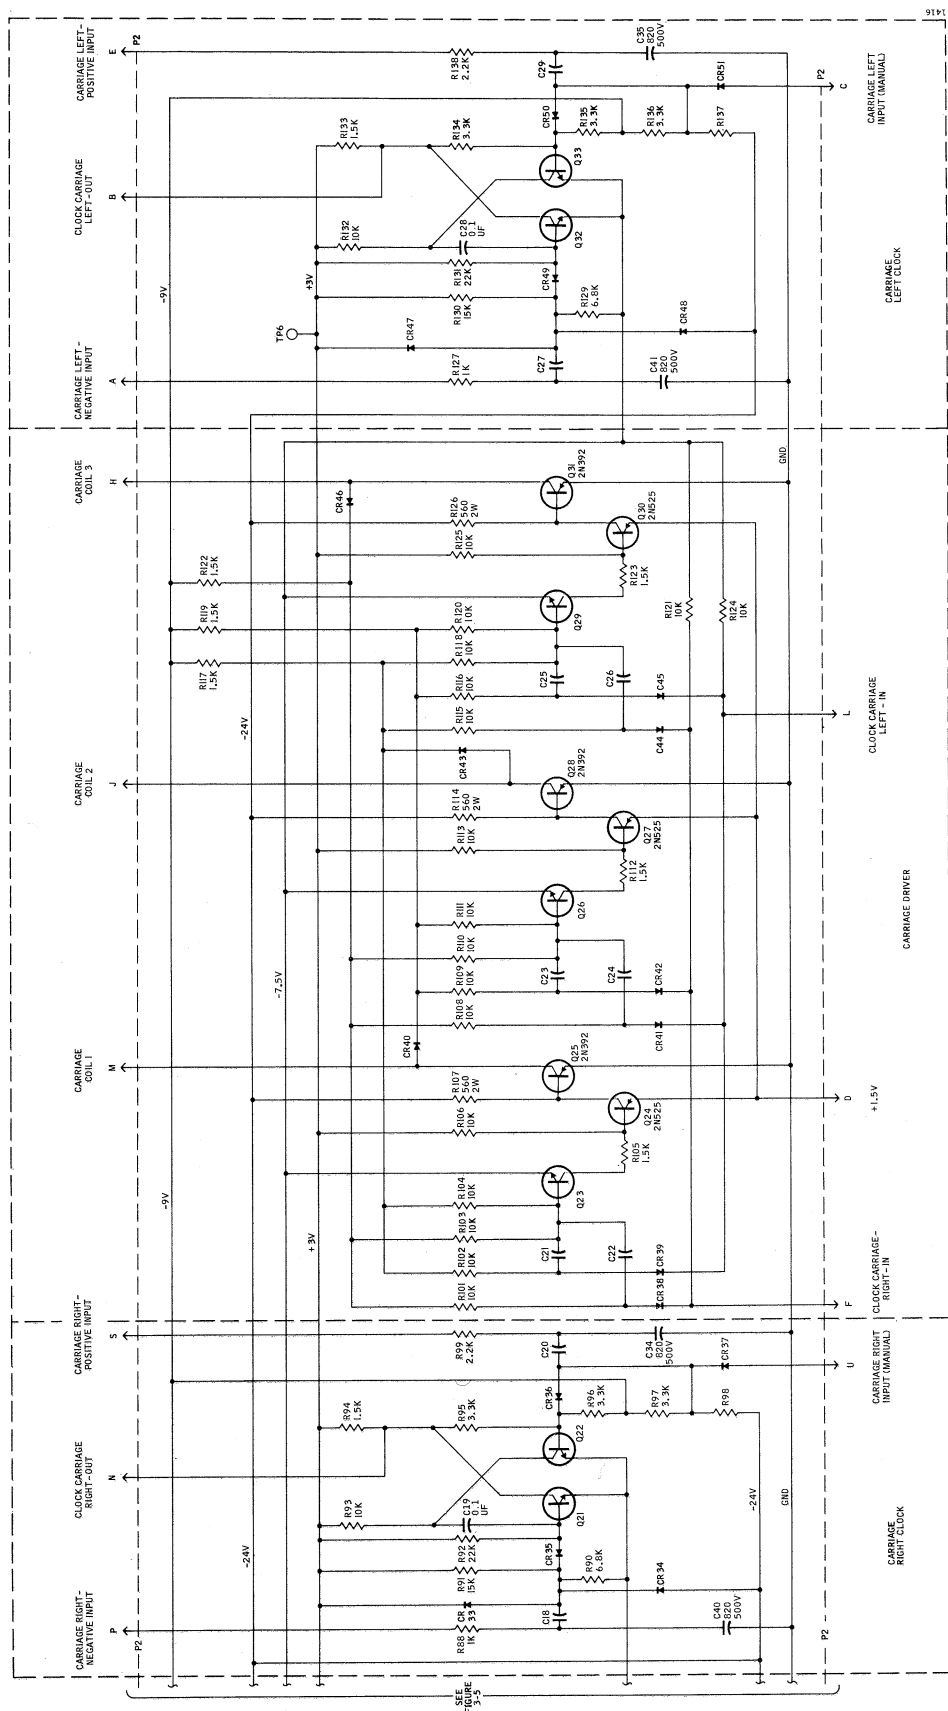 1416
CARRIAGE LEFT-
POSITIVE INPUT
E
P2
R138
2.2K
C29
C35
820
500V
CR51
P2
C
CARRIAGE LEFT
INPUT (MANUAL)
R133
1.5K
R134
3.3K
CR50
R135
3.3K
R136
3.3K
R137
Q33
CLOCK CARRIAGE
LEFT-OUT
B
R132
10K
C28
0.1
UF
Q32
-9V
+3V
R131
22K
R130
15K
CR49
R129
6.8K
CR48
CARRIAGE
LEFT CLOCK
TP6
CR47
C27
CARRIAGE LEFT-
NEGATIVE INPUT
A
R127
1K
C41
820
500V
GND
CARRIAGE
COIL 3
H
CR46
Q31
2N392
R126
560
2W
R125
10K
Q30
2N525
R122
1.5K
R123
1.5K
R119
1.5K
R120
10K
Q29
R121
10K
R124
10K
R117
1.5K
R118
10K
R116
10K
R115
10K
C25
C26
C45
C44
L
CLOCK CARRIAGE
LEFT-IN
-24V
CR43
CARRIAGE
COIL 2
J
Q28
2N392
R114
560
2W
R113
10K
Q27
2N525
R112
1.5K
Q26
R111
10K
R110
10K
R109
10K
R108
10K
C23
C24
CR42
CR41
CARRIAGE DRIVER
-7.5V
CR40
CARRIAGE
COIL 1
M
Q25
2N392
R107
560
2W
R106
10K
Q24
2N525
D
+1.5V
R105
1.5K
Q23
R104
10K
R103
10K
R102
10K
R101
10K
C21
C22
CR39
CR38
F
CLOCK CARRIAGE-
RIGHT-IN
-9V
+3V
CARRIAGE RIGHT-
POSITIVE INPUT
S
R99
2.2K
C20
C34
820
500V
CR37
U
CARRIAGE RIGHT
INPUT (MANUAL)
R94
1.5K
R95
3.3K
CR36
R96
3.3K
R97
3.3K
R98
Q22
CLOCK CARRIAGE
RIGHT-OUT
N
R93
10K
C19
0.1
UF
Q21
-24V
GND
-24V
R92
22K
R91
15K
CR35
R90
6.8K
CR34
CARRIAGE
RIGHT CLOCK
CR
33
C18
CARRIAGE RIGHT-
NEGATIVE INPUT
P
P2
R88
1K
C40
820
500V
P2
SEE
FIGURE
3-5